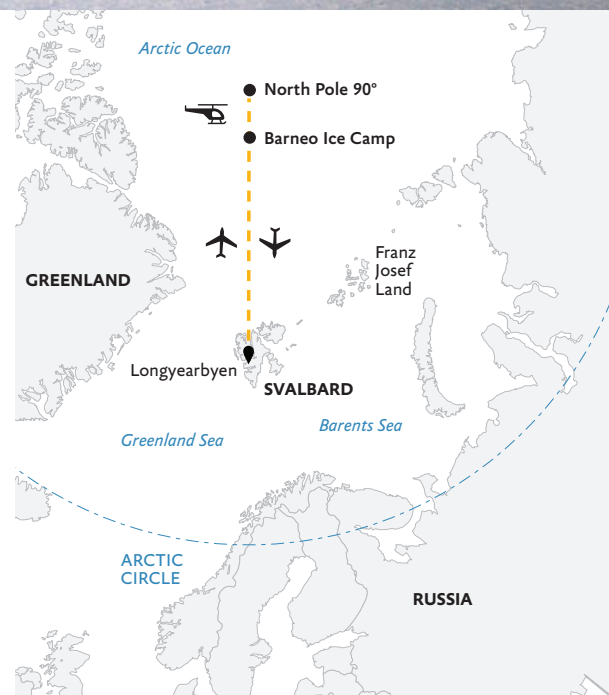 Arctic Ocean
North Pole 90°
Barneo Ice Camp
Franz
Josef
Land
GREENLAND
Longyearbyen
SVALBARD
Barents Sea
Greenland Sea
ARCTIC
CIRCLE
RUSSIA